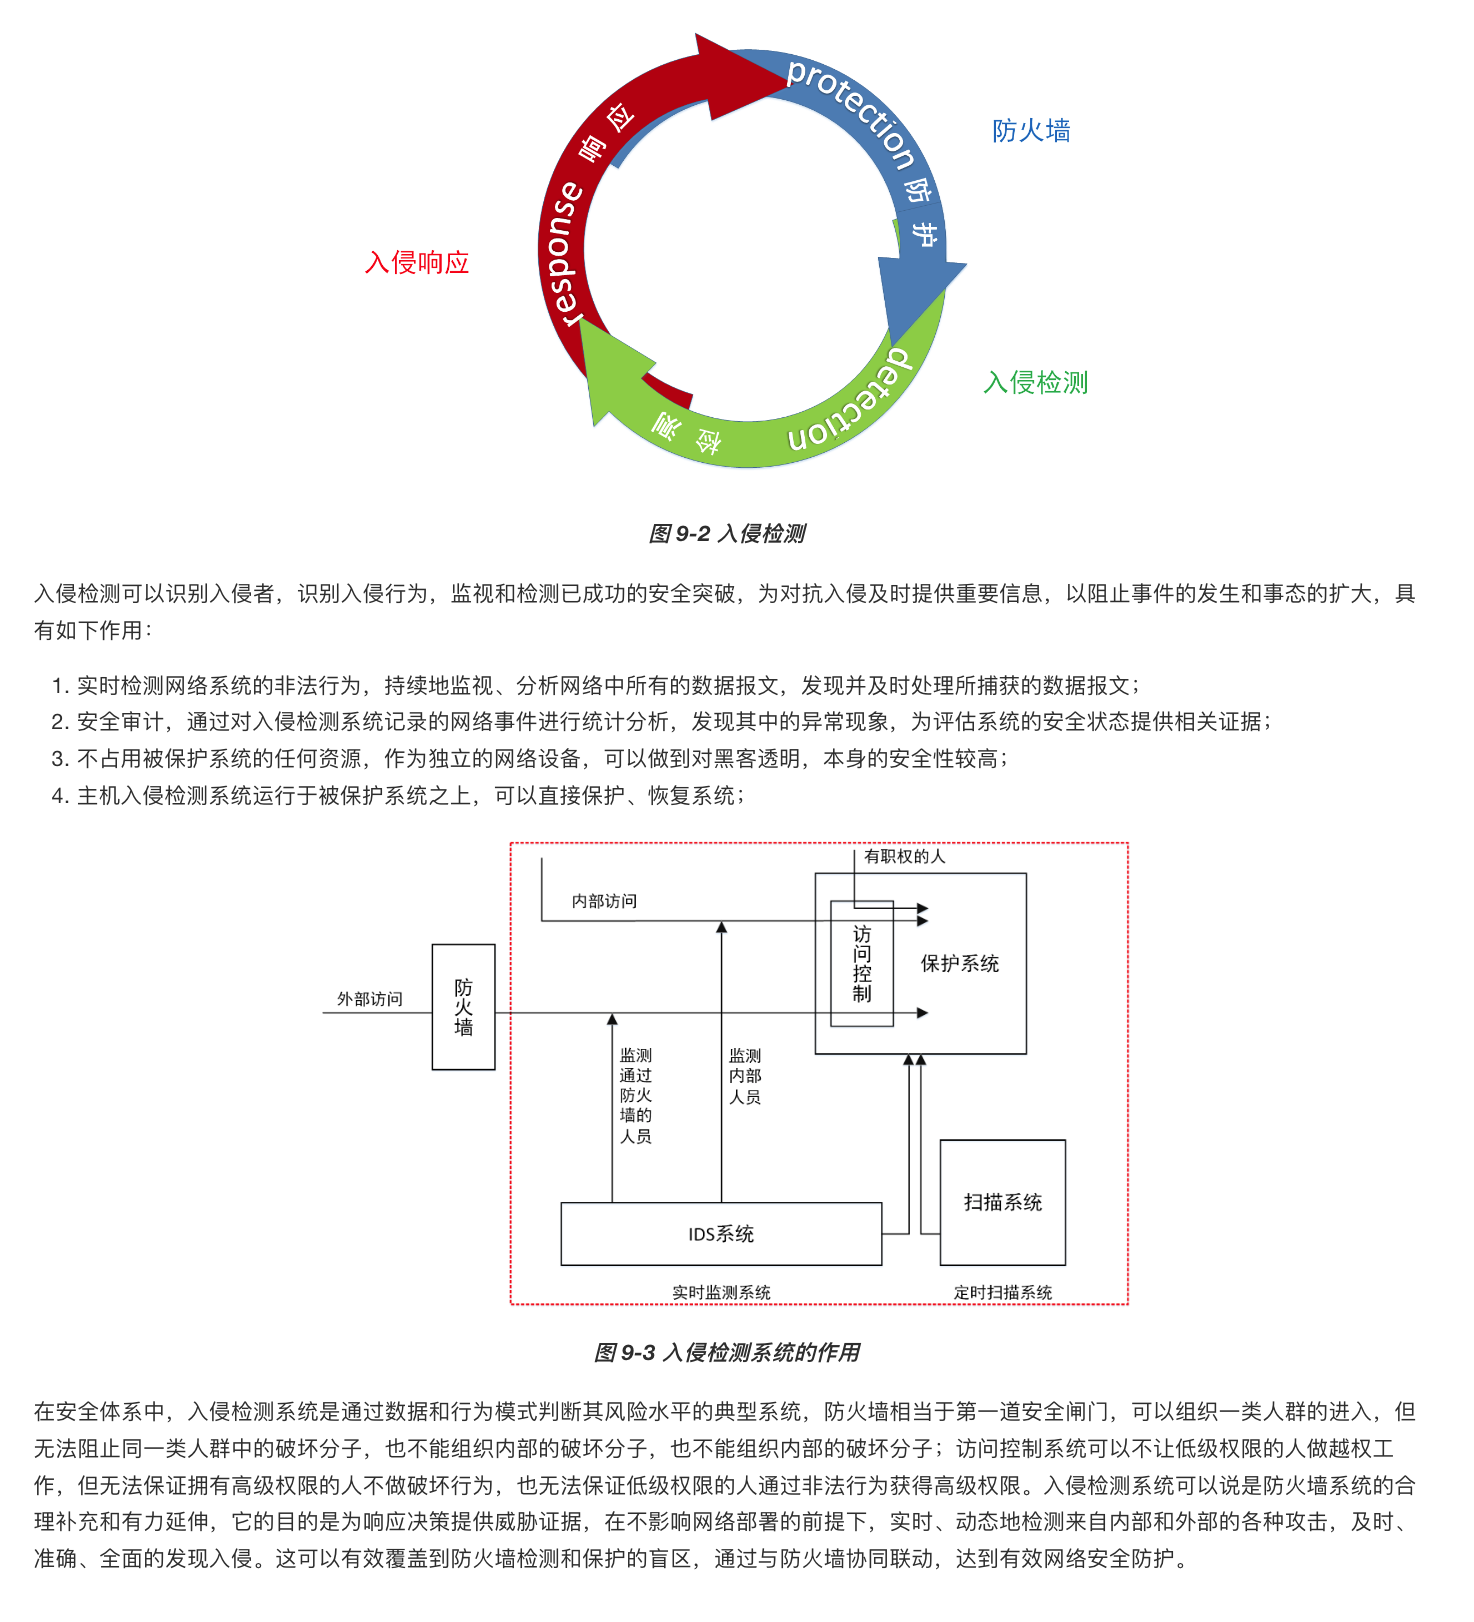 protection 防护
防火墙
response 响应
入侵响应
入侵检测
detection 检测
图 9-2 入侵检测
入侵检测可以识别入侵者，识别入侵行为，监视和检测已成功的安全突破，为对抗入侵及时提供重要信息，以阻止事件的发生和事态的扩大，具
有如下作用：
1. 实时检测网络系统的非法行为，持续地监视、分析网络中所有的数据报文，发现并及时处理所捕获的数据报文；
2. 安全审计，通过对入侵检测系统记录的网络事件进行统计分析，发现其中的异常现象，为评估系统的安全状态提供相关证据；
3. 不占用被保护系统的任何资源，作为独立的网络设备，可以做到对黑客透明，本身的安全性较高；
4. 主机入侵检测系统运行于被保护系统之上，可以直接保护、恢复系统；
有职权的人
内部访问
访问控制
保护系统
防火墙
外部访问
监测
通过
防火
墙的
人员
监测
内部
人员
扫描系统
IDS系统
实时监测系统
定时扫描系统
图 9-3 入侵检测系统的作用
在安全体系中，入侵检测系统是通过数据和行为模式判断其风险水平的典型系统，防火墙相当于第一道安全闸门，可以组织一类人群的进入，但
无法阻止同一类人群中的破坏分子，也不能组织内部的破坏分子，也不能组织内部的破坏分子；访问控制系统可以不让低级权限的人做越权工
作，但无法保证拥有高级权限的人不做破坏行为，也无法保证低级权限的人通过非法行为获得高级权限。入侵检测系统可以说是防火墙系统的合
理补充和有力延伸，它的目的是为响应决策提供威胁证据，在不影响网络部署的前提下，实时、动态地检测来自内部和外部的各种攻击，及时、
准确、全面的发现入侵。这可以有效覆盖到防火墙检测和保护的盲区，通过与防火墙协同联动，达到有效网络安全防护。